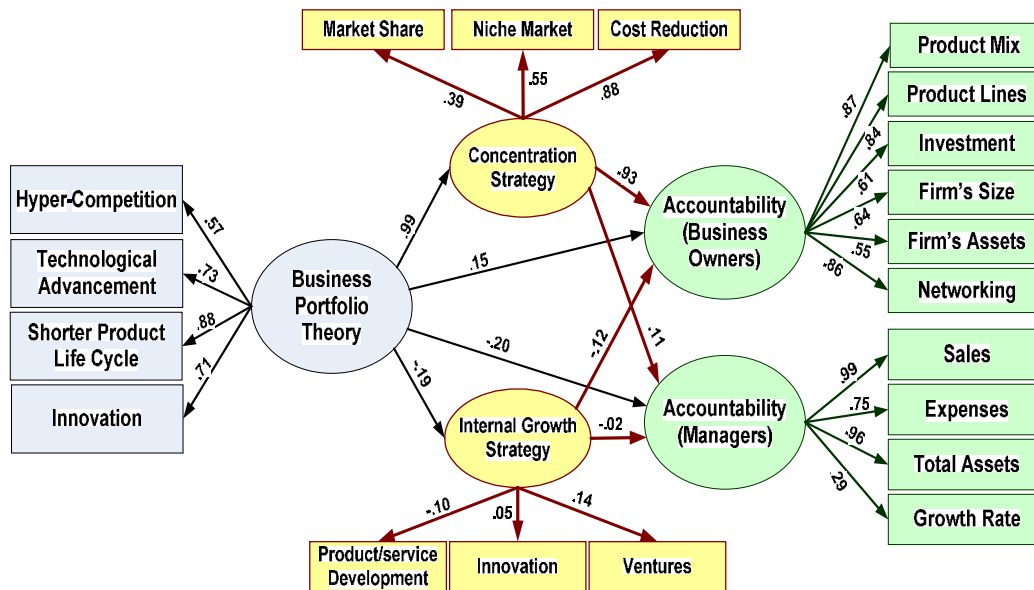 Market Share
Niche Market
Cost Reduction
.39
.55
.88
Concentration
Strategy
Hyper-Competition
Technological
Advancement
Shorter Product
Life Cycle
Innovation
.57
.73
.88
.71
Business
Portfolio
Theory
.99
.15
-.20
-.19
.93
.11
-.12
-.02
Internal Growth
Strategy
-.10
.05
.14
Product/service
Development
Innovation
Ventures
Accountability
(Business
Owners)
Accountability
(Managers)
.87
.84
.61
.64
.55
.86
Product Mix
Product Lines
Investment
Firm's Size
Firm's Assets
Networking
.99
.75
.96
.29
Sales
Expenses
Total Assets
Growth Rate